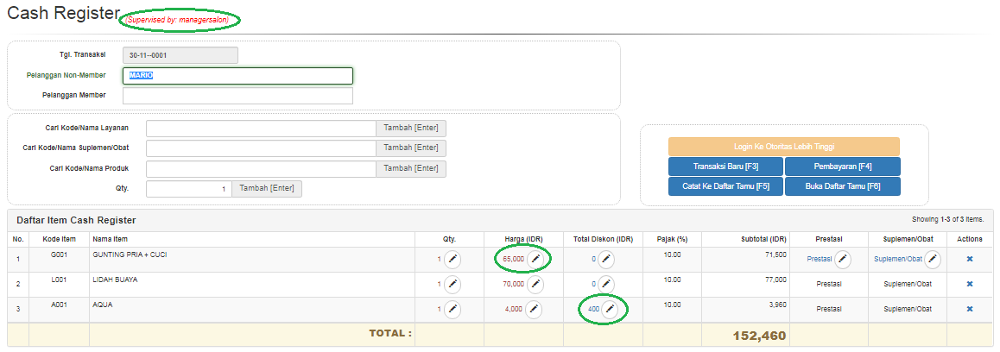 Cash Register (Supervised by: managersalon)
Tgl. Transaksi 30-11--0001
Pelanggan Non-Member MARIO
Pelanggan Member
Cari Kode/Nama Layanan Tambah [Enter]
Cari Kode/Nama Suplemen/Obat Tambah [Enter]
Cari Kode/Nama Produk Tambah [Enter]
Qty. 1 Tambah [Enter]
Login Ke Otoritas Lebih Tinggi
Transaksi Baru [F3] Pembayaran [F4]
Catat Ke Daftar Tamu [F5] Buka Daftar Tamu [F6]
Daftar Item Cash Register Showing 1-3 of 3 items.
No. Kode Item Nama Item Qty. Harga (IDR) Total Diskon (IDR) Pajak (%) Subtotal (IDR) Prestasi Suplemen/Obat Actions
1 G001 GUNTING PRIA + CUCI 1 65,000 0 10.00 71,500 Prestasi Suplemen/Obat
2 L001 LIDAH BUAYA 1 70,000 0 10.00 77,000 Prestasi Suplemen/Obat
3 A001 AQUA 1 4,000 400 10.00 3,960 Prestasi Suplemen/Obat
TOTAL : 152,460